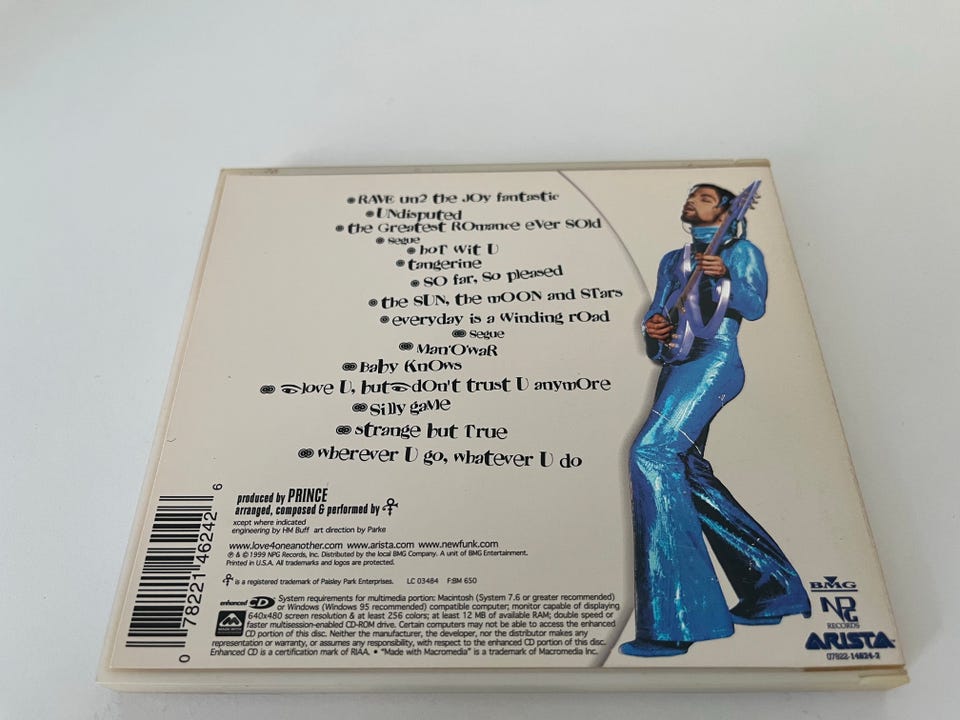 RAVE un2 the JOy fantastic
UNdisputed
the Greatest ROmance eVer SOld
segue
hot wit U
tangerine
SO far, So pleased
the SUN, the mOON and STars
everyday is a Winding rOad
segue
Man'O'waR
Baby KnOws
love U, but dOn't trust U anymOre
Silly gaMe
strange but True
wherever U go, whatever U do
produced by PRINCE
arranged, composed & performed by
xcept where indicated
engineering by HM Buff art direction by Parke
www.love4oneanother.com www.arista.com www.newfunk.com
℗ & © 1999 NPG Records, Inc. Distributed by the local BMG Company. A unit of BMG Entertainment.
Printed in U.S.A. All trademarks and logos are protected.
is a registered trademark of Paisley Park Enterprises. LC 03484 F:BM 650
enhanced CD
MADE WITH MACROMEDIA
System requirements for multimedia portion: Macintosh (System 7.6 or greater recommended)
or Windows (Windows 95 recommended) compatible computer; monitor capable of displaying
640x480 screen resolution & at least 256 colors; at least 12 MB of available RAM; double speed or
faster multisession-enabled CD-ROM drive. Certain computers may not be able to access the enhanced
CD portion of this disc. Neither the manufacturer, the developer, nor the distributor makes any
representation or warranty, or assumes any responsibility, with respect to the enhanced CD portion of this disc.
Enhanced CD is a certification mark of RIAA. • "Made with Macromedia" is a trademark of Macromedia Inc.
0 78221 46242 6
BMG
NPG
RECORDS
ARISTA
07822-14624-2